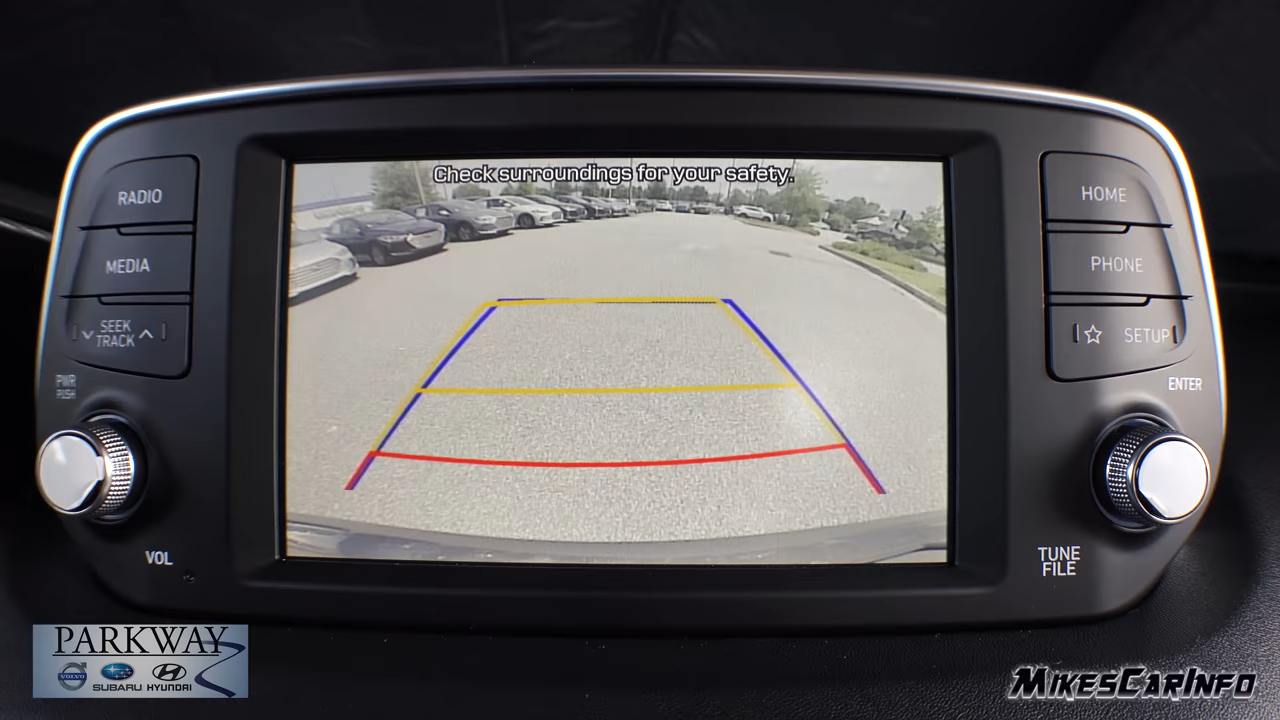 Check surroundings for your safety.
RADIO
MEDIA
SEEK
TRACK
PWR
PUSH
VOL
HOME
PHONE
SETUP
ENTER
TUNE
FILE
PARKWAY
VOLVO
SUBARU HYUNDAI
MIKESCARINFO